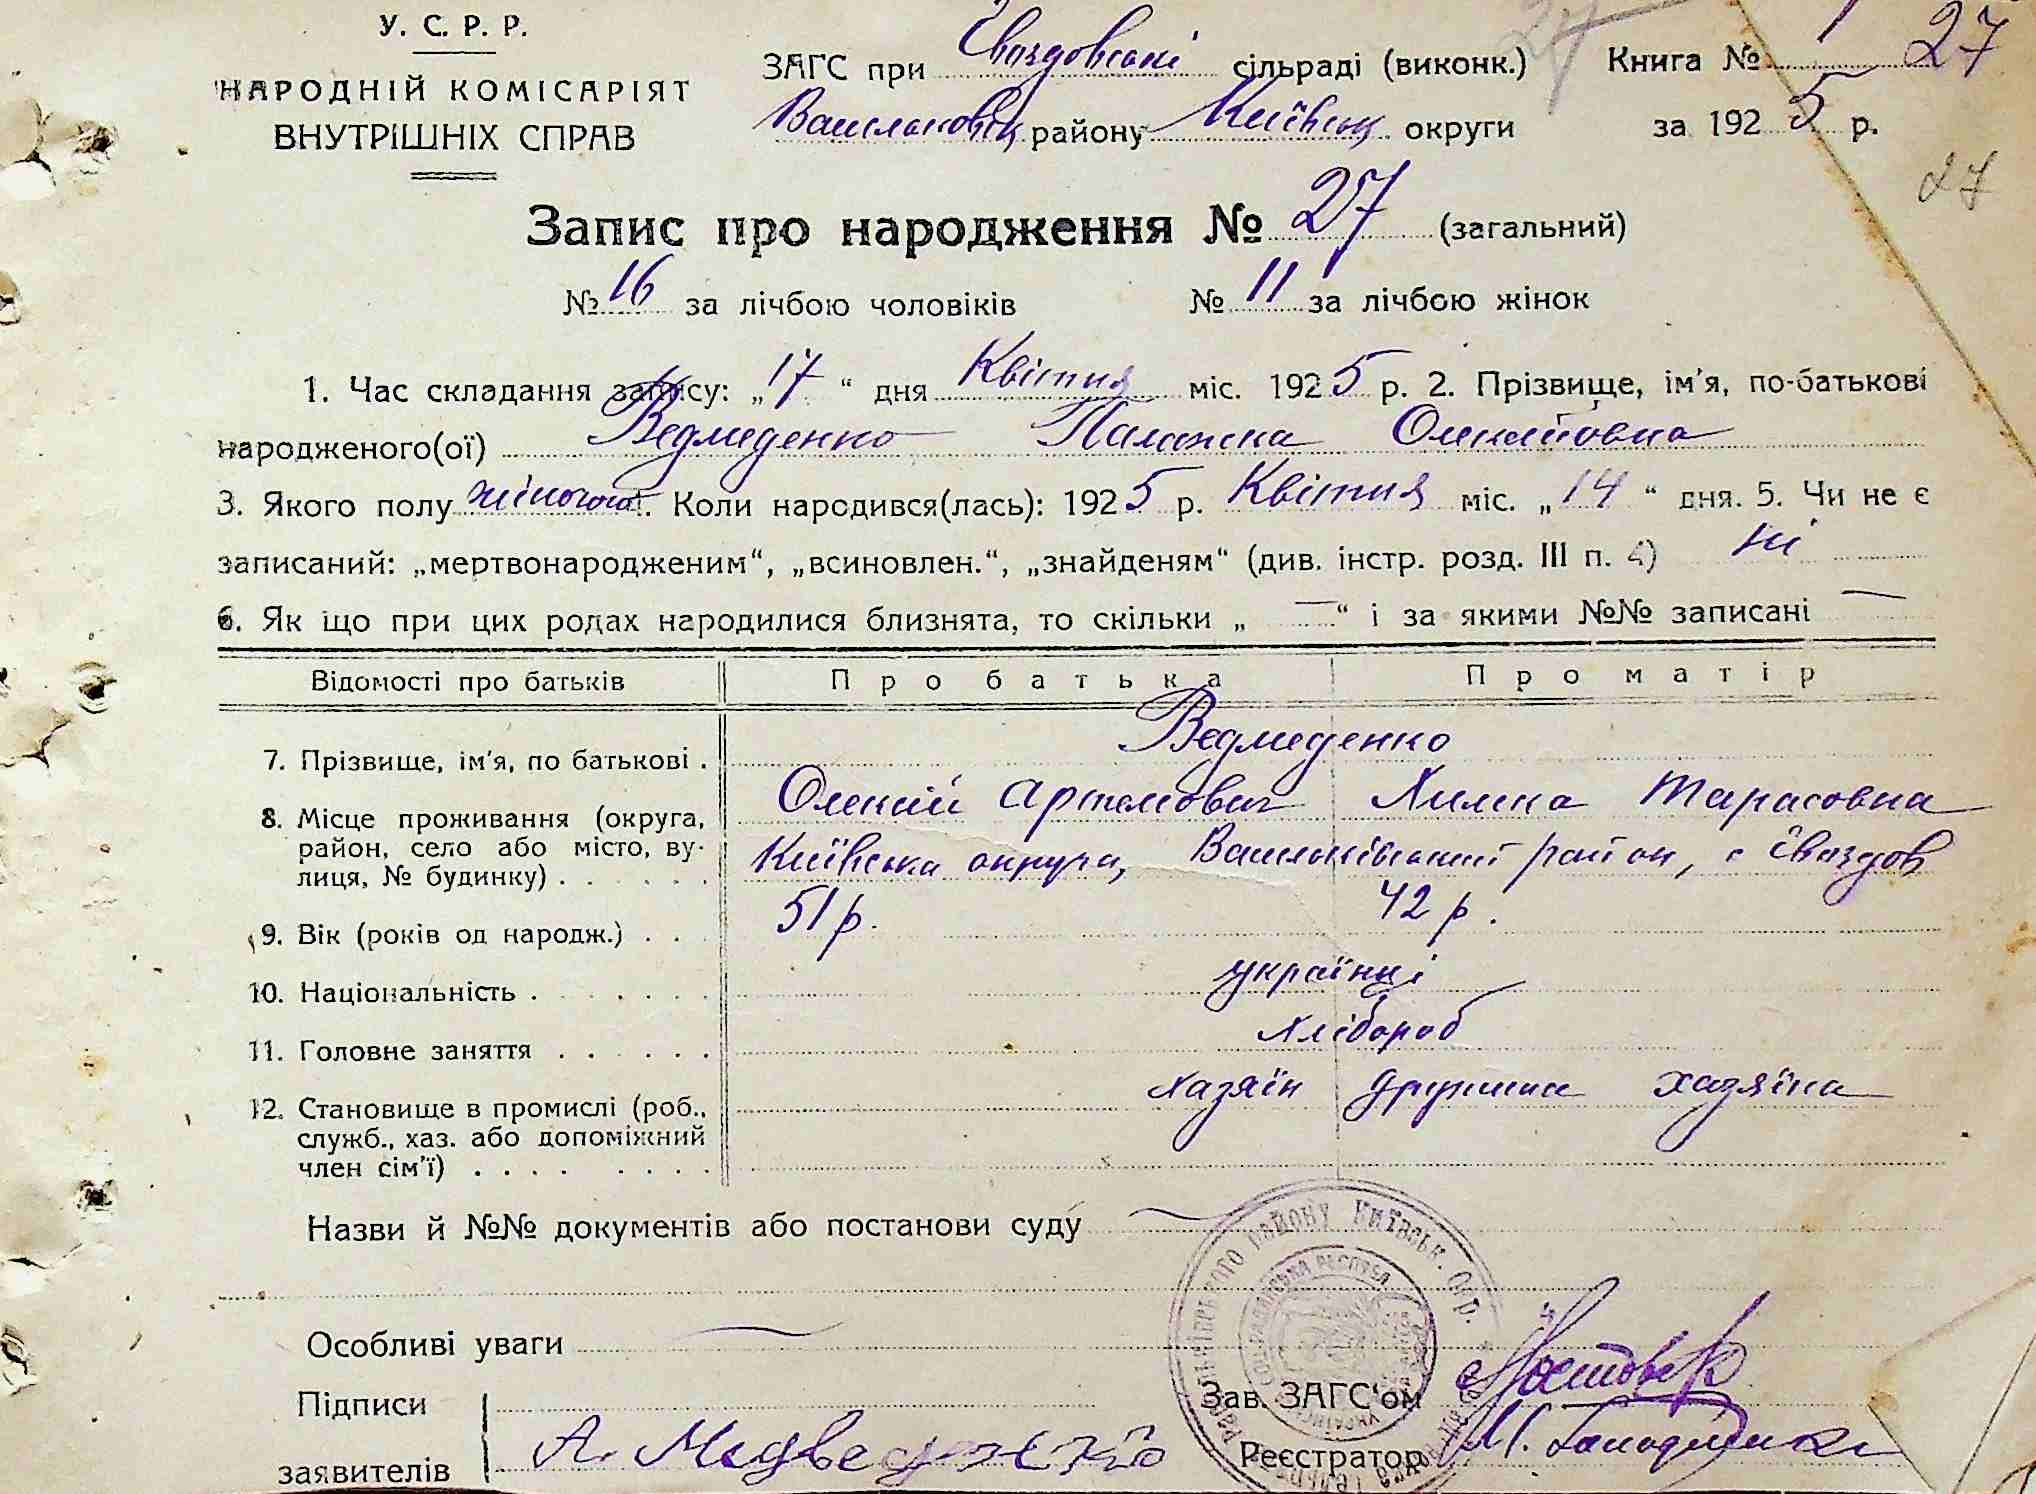 У. С. Р. Р.
НАРОДНІЙ КОМІСАРІЯТ
ВНУТРІШНІХ СПРАВ
ЗАГС при Гвоздовські сільраді (виконк.) Книга № 27
району Київськ округи за 1925 р.
27
27
Запис про народження № 27 (загальний)
№ 16 за лічбою чоловіків № 11 за лічбою жінок
1. Час складання запису: „17“ дня Квітня міс. 1925 р. 2. Прізвище, ім'я, по-батькові
народженого(ої) Ведмеденко Палажка Олексіївна
3. Якого полу жіночого 4. Коли народився(лась): 1925 р. Квітня міс. „14“ дня. 5. Чи не є
записаний: „мертвонародженим“, „всиновлен.“, „знайденям“ (див. інстр. розд. III п. 4) ні
6. Як що при цих родах народилися близнята, то скільки „—“ і за якими №№ записані —
Відомості про батьків Про батька Про матір
7. Прізвище, ім'я, по батькові . Ведмеденко
Олексій Артемович Химка Тарасовна
8. Місце проживання (округа, район, село або місто, вулиця, № будинку) . . . . . Київська округа, Васильківський район, с Гвоздов
9. Вік (років од народж.) . . 51 р. 42 р.
10. Національність . . . . . . українці
11. Головне заняття . . . . . Хлібороб
12. Становище в промислі (роб., служб., хаз. або допоміжний член сім'ї) . . . . . . . . хазяїн дружина хазяїна
Назви й №№ документів або постанови суду —
Особливі уваги —
Підписи
заявителів А. Медведенко
Зав. ЗАГС'ом
Реєстратор